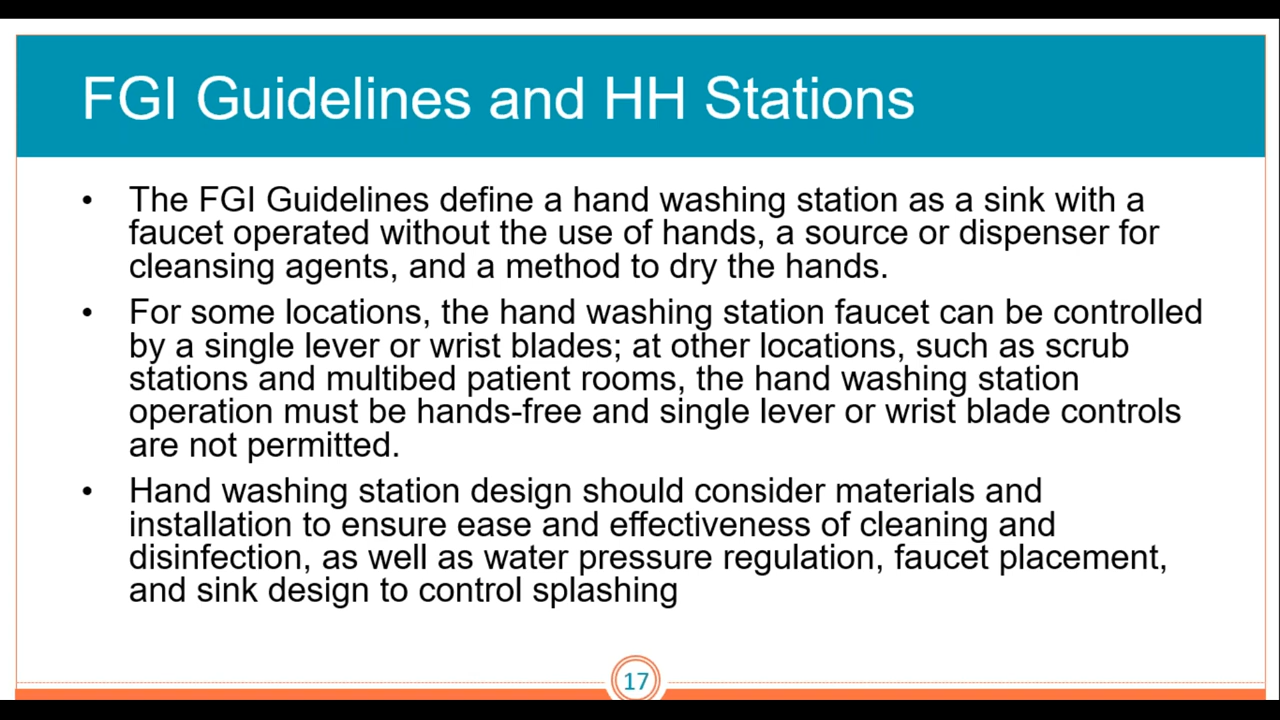 FGI Guidelines and HH Stations
• The FGI Guidelines define a hand washing station as a sink with a
faucet operated without the use of hands, a source or dispenser for
cleansing agents, and a method to dry the hands.
• For some locations, the hand washing station faucet can be controlled
by a single lever or wrist blades; at other locations, such as scrub
stations and multibed patient rooms, the hand washing station
operation must be hands-free and single lever or wrist blade controls
are not permitted.
• Hand washing station design should consider materials and
installation to ensure ease and effectiveness of cleaning and
disinfection, as well as water pressure regulation, faucet placement,
and sink design to control splashing
17